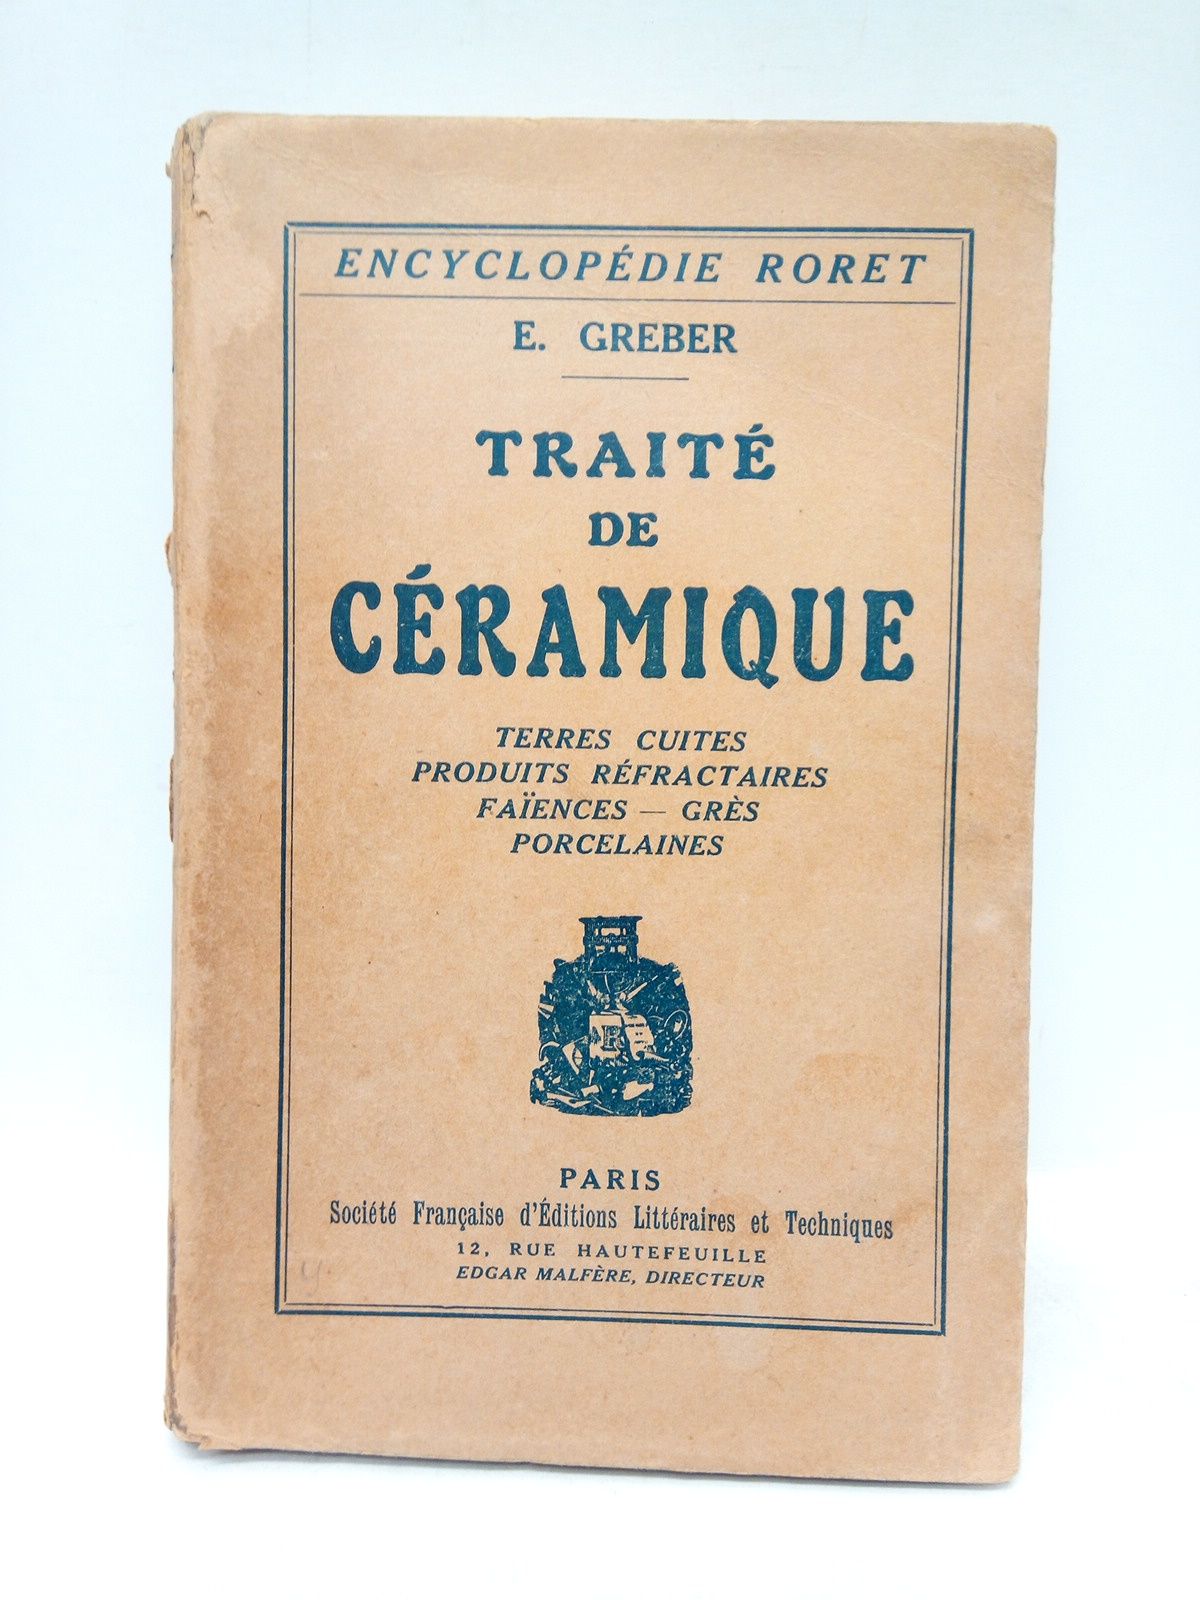 ENCYCLOPÉDIE RORET
E. GREBER
TRAITÉ
DE
CÉRAMIQUE
TERRES CUITES
PRODUITS RÉFRACTAIRES
FAÏENCES — GRÈS
PORCELAINES
R
PARIS
Société Française d'Éditions Littéraires et Techniques
12, RUE HAUTEFEUILLE
EDGAR MALFÈRE, DIRECTEUR